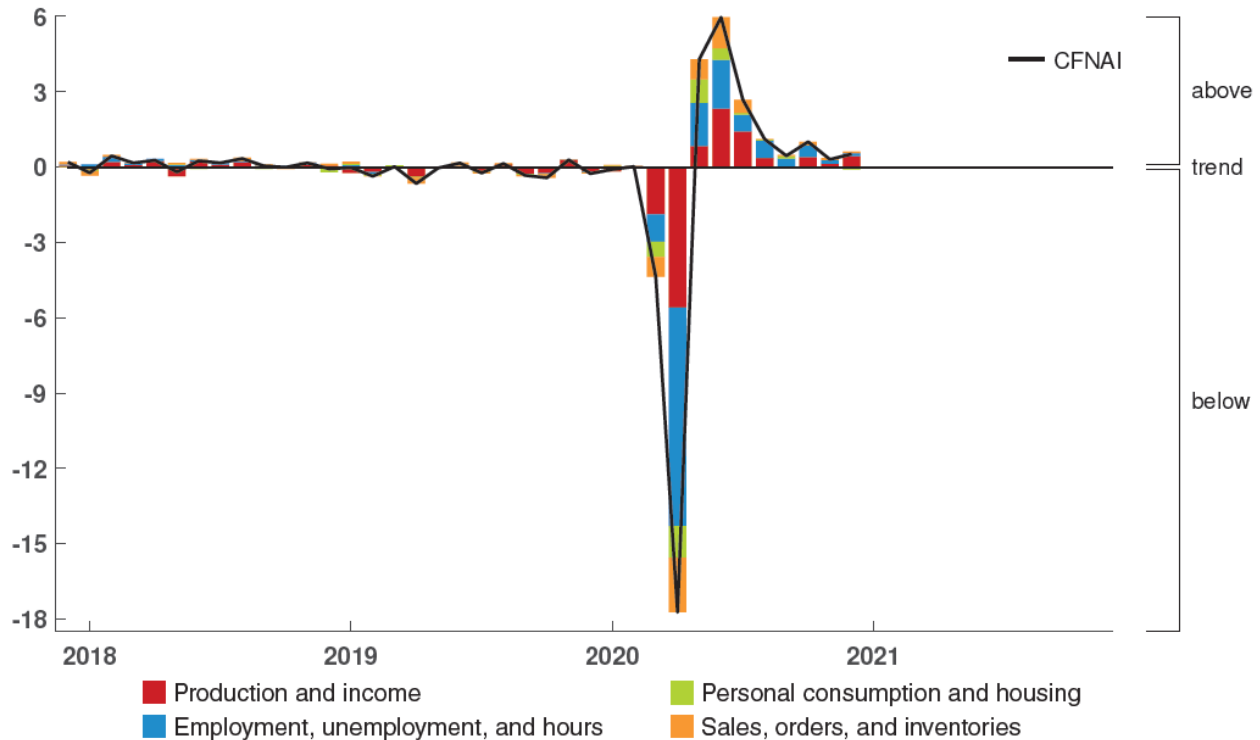 6
CFNAI
above
3
0
trend
-3
-6
-9
below
-12
-15
-18
2018 2019 2020 2021
Production and income Personal consumption and housing
Employment, unemployment, and hours Sales, orders, and inventories